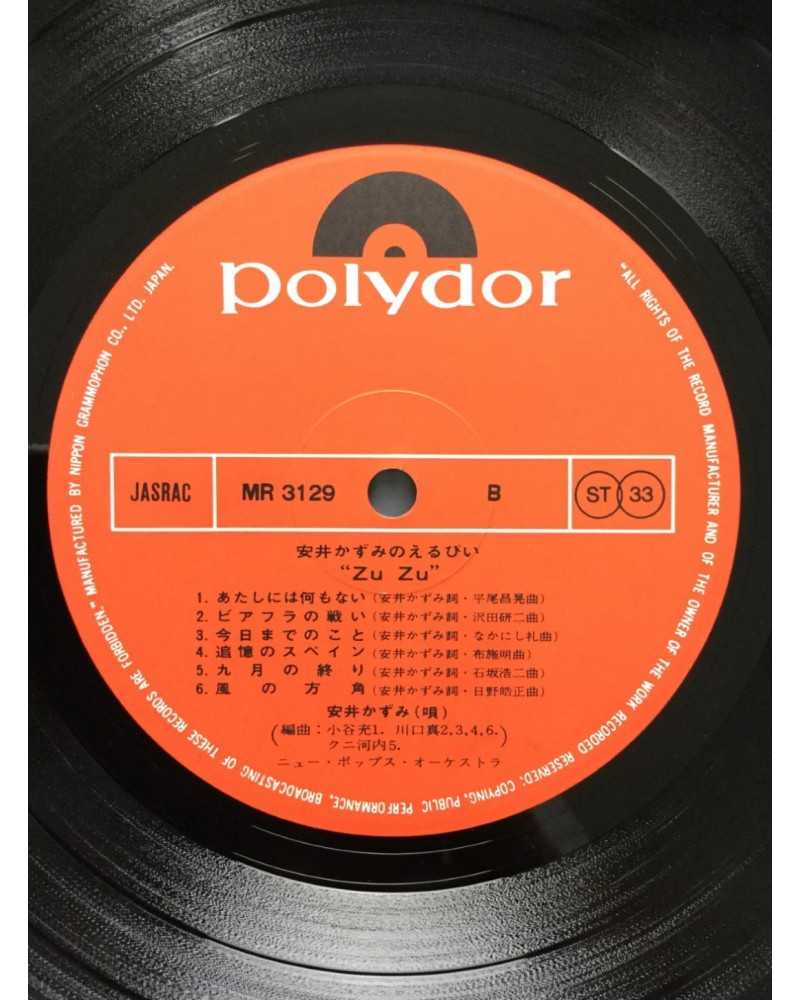 polydor
JASRAC
MR 3129
B
ST 33
安井かずみのえるぴい
“Zu Zu”
1. あたしには何もない (安井かずみ詞・平尾昌晃曲)
2. ビアフラの戦い (安井かずみ詞・沢田研二曲)
3. 今日までのこと (安井かずみ詞・なかにし礼曲)
4. 追憶のスペイン (安井かずみ詞・布施明曲)
5. 九月の終り (安井かずみ詞・石坂浩二曲)
6. 風の方角 (安井かずみ詞・日野皓正曲)
安井かずみ (唄)
(編曲：小谷充1. 川口真2,3,4,6.
クニ河内5.)
ニュー・ポップス・オーケストラ
“ALL RIGHTS OF THE RECORD MANUFACTURER AND OF THE OWNER OF THE WORK RECORDED RESERVED: COPYING, PUBLIC PERFORMANCE, BROADCASTING OF THESE RECORDS ARE FORBIDDEN.” MANUFACTURED BY NIPPON GRAMMOPHON CO., LTD. JAPAN.